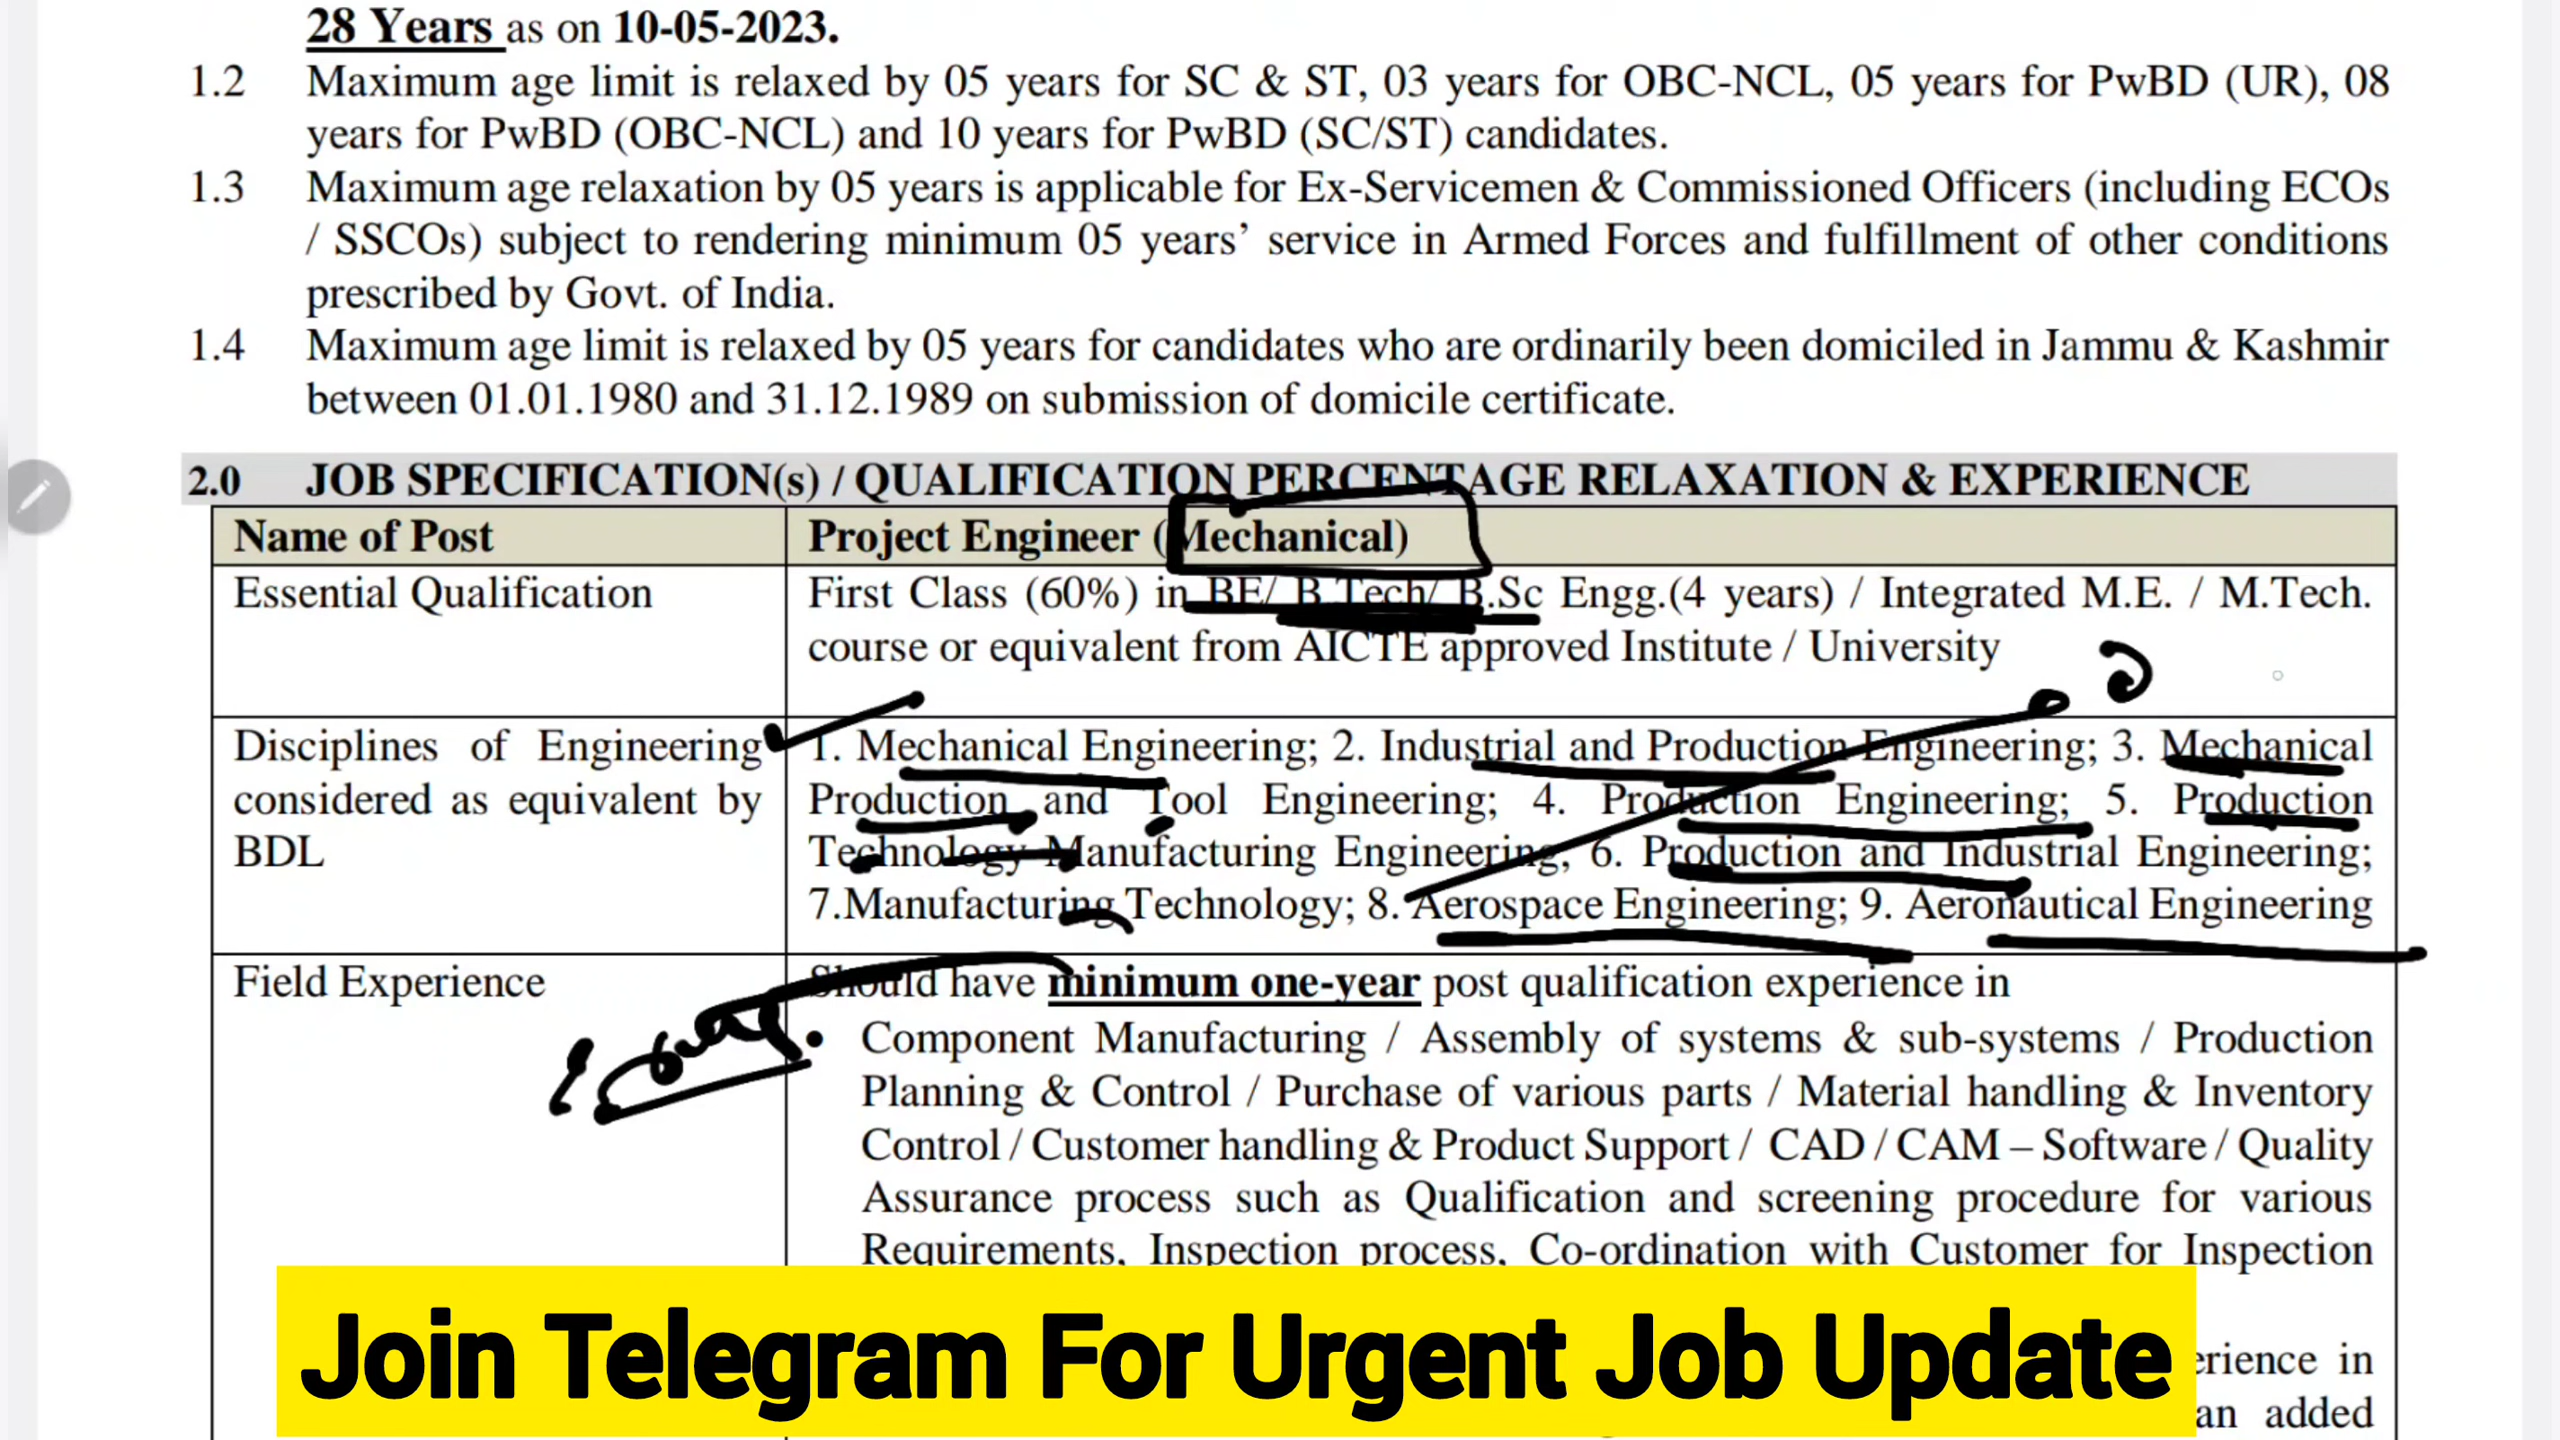 28 Years as on 10-05-2023.
1.2 Maximum age limit is relaxed by 05 years for SC & ST, 03 years for OBC-NCL, 05 years for PwBD (UR), 08
years for PwBD (OBC-NCL) and 10 years for PwBD (SC/ST) candidates.
1.3 Maximum age relaxation by 05 years is applicable for Ex-Servicemen & Commissioned Officers (including ECOs
/ SSCOs) subject to rendering minimum 05 years’ service in Armed Forces and fulfillment of other conditions
prescribed by Govt. of India.
1.4 Maximum age limit is relaxed by 05 years for candidates who are ordinarily been domiciled in Jammu & Kashmir
between 01.01.1980 and 31.12.1989 on submission of domicile certificate.
2.0 JOB SPECIFICATION(s) / QUALIFICATION PERCENTAGE RELAXATION & EXPERIENCE
Name of Post
Project Engineer (Mechanical)
Essential Qualification
First Class (60%) in BE/ B.Tech/ B.Sc Engg.(4 years) / Integrated M.E. / M.Tech.
course or equivalent from AICTE approved Institute / University
Disciplines of Engineering
considered as equivalent by
BDL
1. Mechanical Engineering; 2. Industrial and Production Engineering; 3. Mechanical
Production and Tool Engineering; 4. Production Engineering; 5. Production
Technology Manufacturing Engineering, 6. Production and Industrial Engineering;
7.Manufacturing Technology; 8. Aerospace Engineering; 9. Aeronautical Engineering
Field Experience
Should have minimum one-year post qualification experience in
• Component Manufacturing / Assembly of systems & sub-systems / Production
Planning & Control / Purchase of various parts / Material handling & Inventory
Control / Customer handling & Product Support / CAD / CAM – Software / Quality
Assurance process such as Qualification and screening procedure for various
Requirements, Inspection process, Co-ordination with Customer for Inspection
erience in
an added
Join Telegram For Urgent Job Update